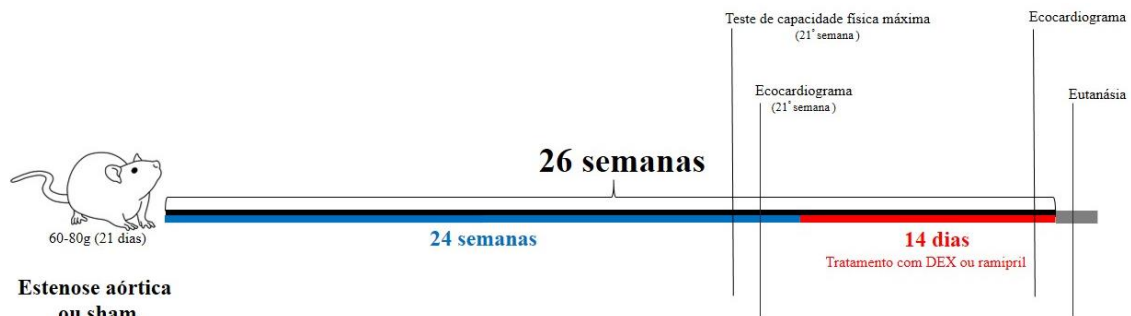 Teste de capacidade física máxima
(21ª semana )
Ecocardiograma
Ecocardiograma
(21ª semana )
Eutanásia
26 semanas
60-80g (21 dias)
24 semanas
14 dias
Tratamento com DEX ou ramipril
Estenose aórtica
ou sham